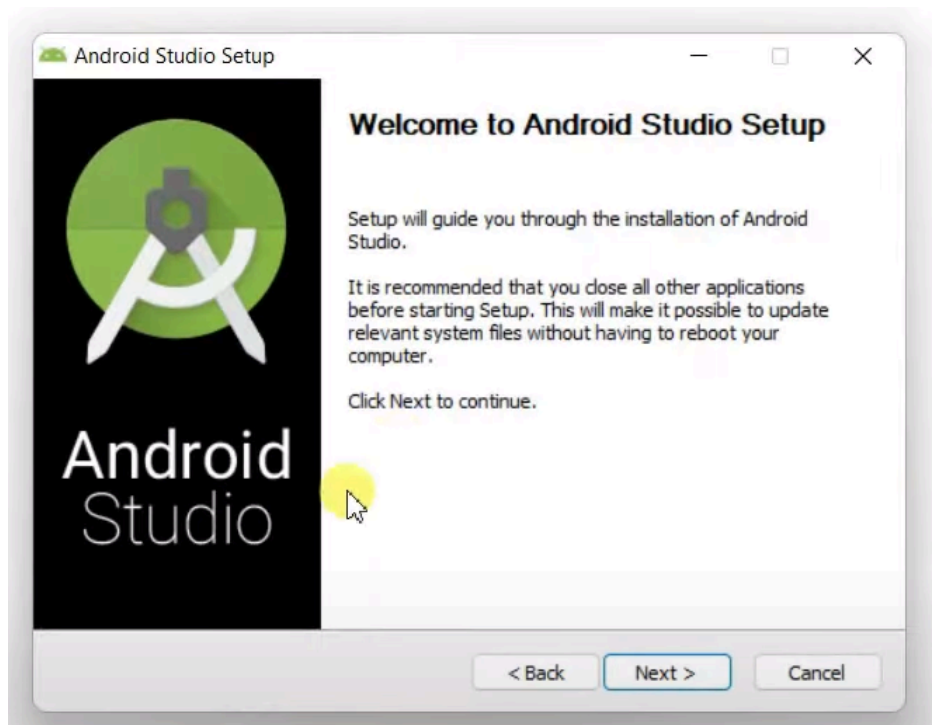 Android Studio Setup
Welcome to Android Studio Setup
Setup will guide you through the installation of Android
Studio.
It is recommended that you close all other applications
before starting Setup. This will make it possible to update
relevant system files without having to reboot your
computer.
Click Next to continue.
Android
Studio
< Back
Next >
Cancel